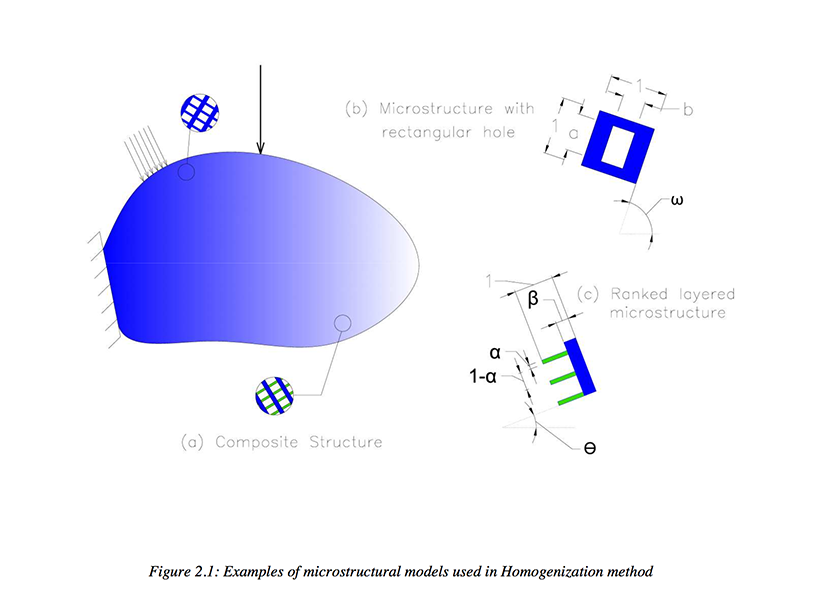 (b) Microstructure with
rectangular hole
1
b
1
a
ω
1
β
(c) Ranked layered
microstructure
α
1-α
θ
(a) Composite Structure
Figure 2.1: Examples of microstructural models used in Homogenization method